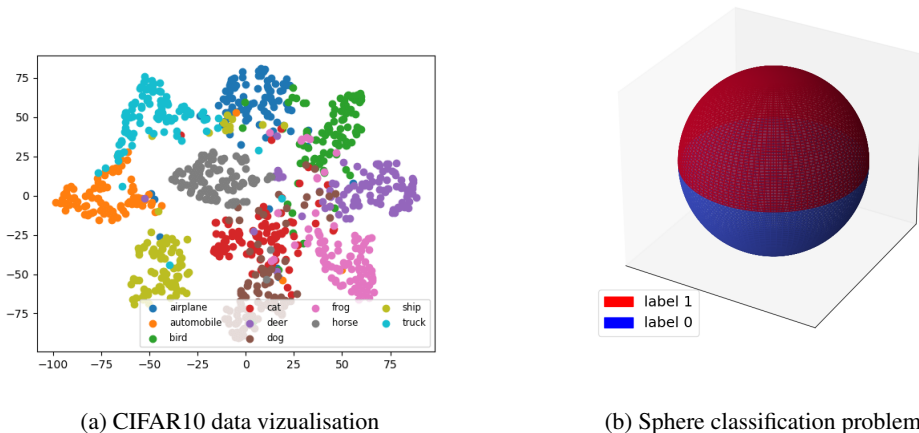 75
50
25
0
−25
−50
−75
−100 −75 −50 −25 0 25 50 75
airplane cat frog ship
automobile deer horse truck
bird dog
label 1
label 0
(a) CIFAR10 data vizualisation
(b) Sphere classification problem